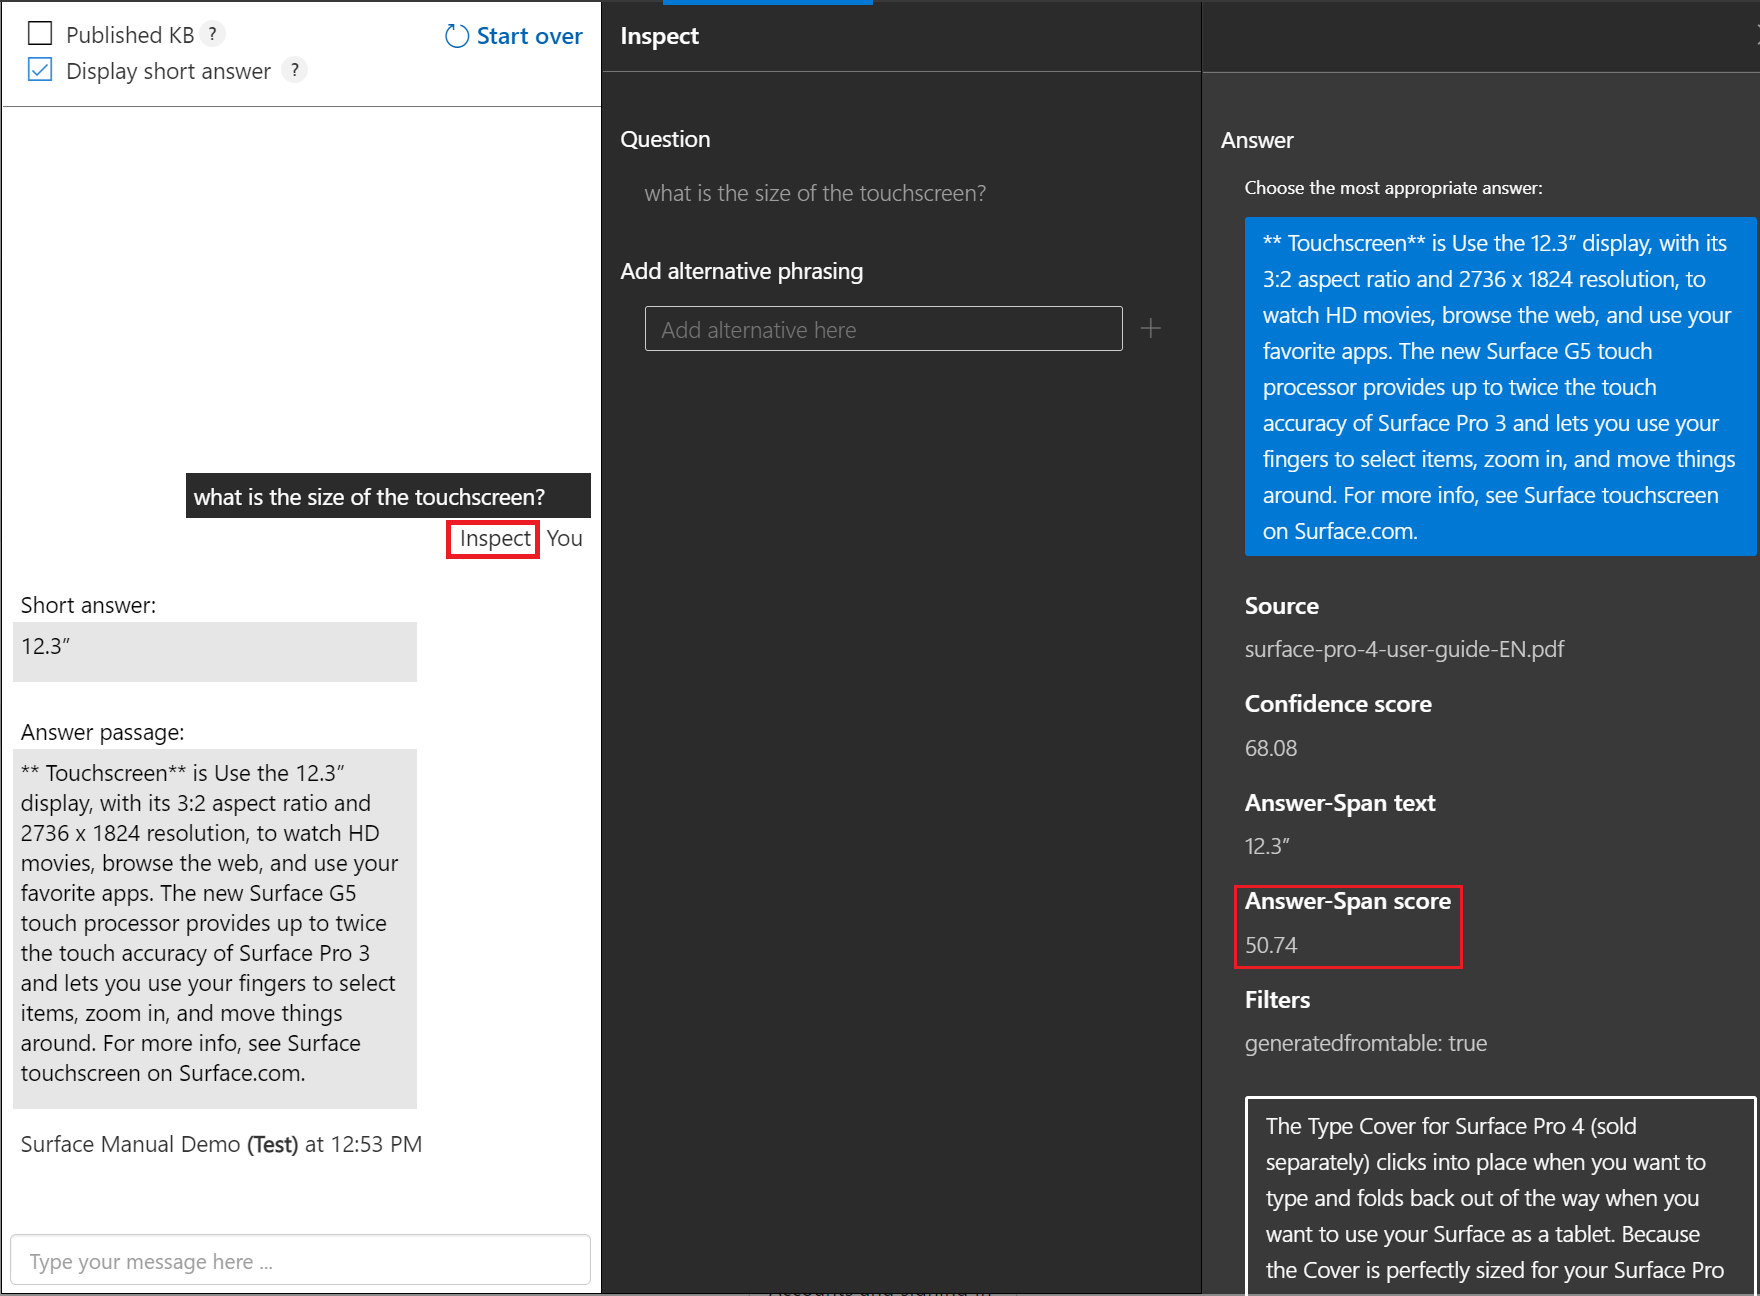 Published KB ?
Start over
Display short answer ?
what is the size of the touchscreen?
Inspect You
Short answer:
12.3”
Answer passage:
** Touchscreen** is Use the 12.3”
display, with its 3:2 aspect ratio and
2736 x 1824 resolution, to watch HD
movies, browse the web, and use your
favorite apps. The new Surface G5
touch processor provides up to twice
the touch accuracy of Surface Pro 3
and lets you use your fingers to select
items, zoom in, and move things
around. For more info, see Surface
touchscreen on Surface.com.
Surface Manual Demo (Test) at 12:53 PM
Type your message here ...
Inspect
Question
what is the size of the touchscreen?
Add alternative phrasing
Add alternative here
Answer
Choose the most appropriate answer:
** Touchscreen** is Use the 12.3” display, with its
3:2 aspect ratio and 2736 x 1824 resolution, to
watch HD movies, browse the web, and use your
favorite apps. The new Surface G5 touch
processor provides up to twice the touch
accuracy of Surface Pro 3 and lets you use your
fingers to select items, zoom in, and move things
around. For more info, see Surface touchscreen
on Surface.com.
Source
surface-pro-4-user-guide-EN.pdf
Confidence score
68.08
Answer-Span text
12.3”
Answer-Span score
50.74
Filters
generatedfromtable: true
The Type Cover for Surface Pro 4 (sold
separately) clicks into place when you want to
type and folds back out of the way when you
want to use your Surface as a tablet. Because
the Cover is perfectly sized for your Surface Pro